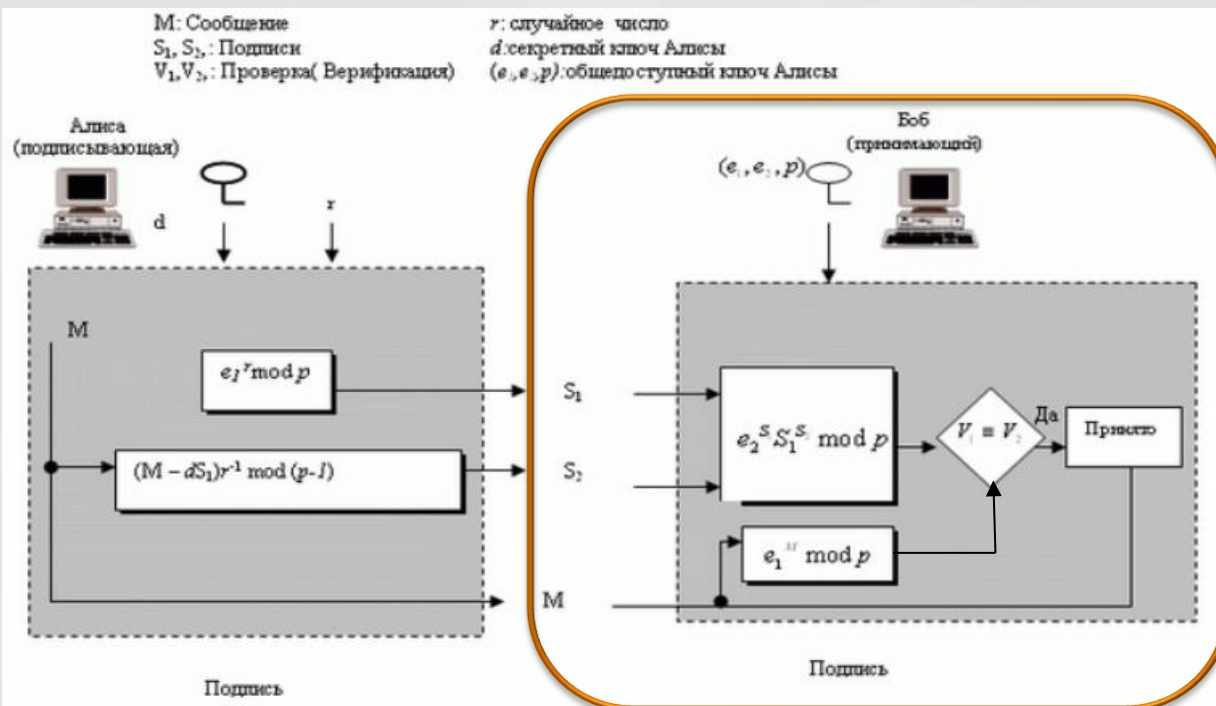 M: Сообщение
r: случайное число
S₁, S₂,: Подписи
d:секретный ключ Алисы
V₁,V₂,: Проверка( Верификация)
(e₁,e₂,p):общедоступный ключ Алисы
Алиса
(подписывающая)
d
r
M
e₁ʳ mod p
(M – dS₁)r⁻¹ mod (p-1)
Подпись
S₁
S₂
M
Боб
(принимающий)
(e₁, e₂, p)
e₂^S₁ S₁^S₂ mod p
V₁ ≡ V₂
Да
Принято
e₁^M mod p
Подпись